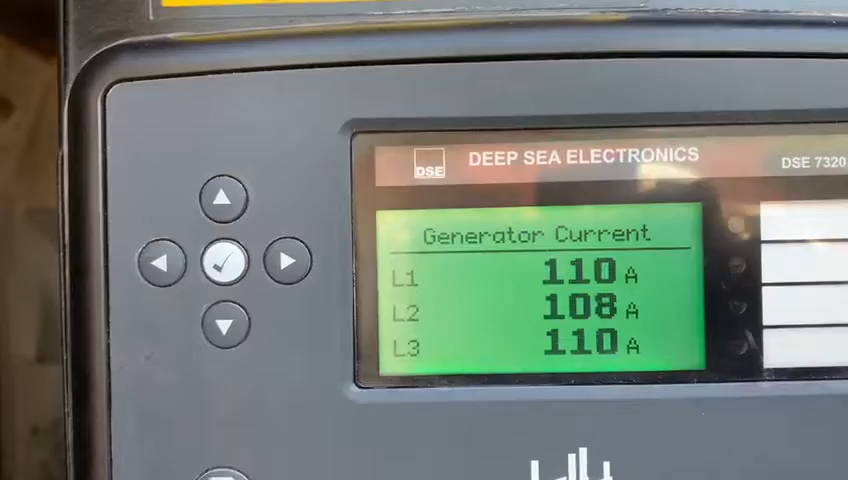 DSE
DEEP SEA ELECTRONICS
DSE 7320
Generator Current
L1 110 A
L2 108 A
L3 110 A